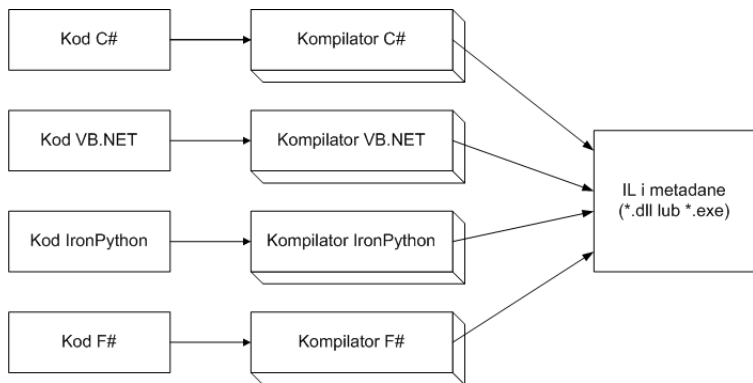 Kod C#
Kompilator C#
Kod VB.NET
Kompilator VB.NET
IL i metadane
(*.dll lub *.exe)
Kod IronPython
Kompilator IronPython
Kod F#
Kompilator F#